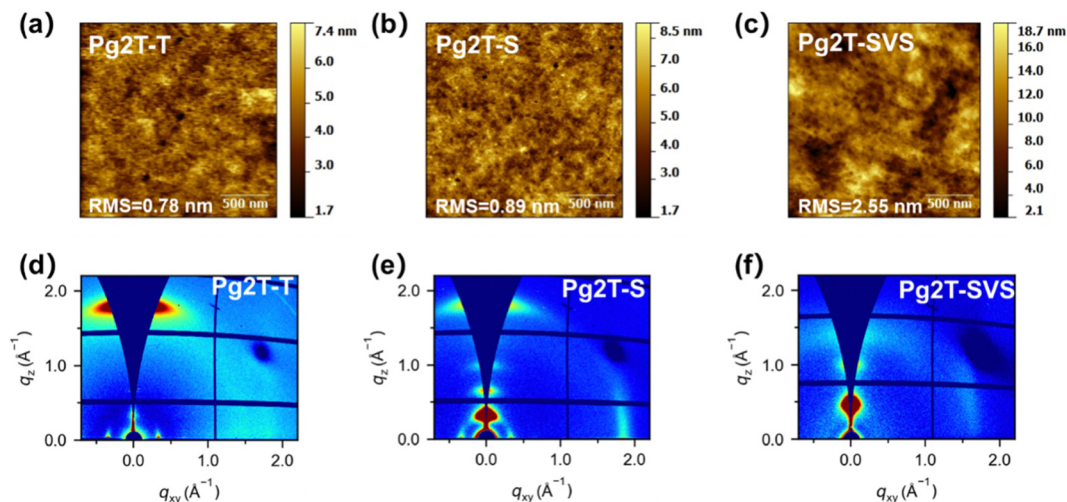 (a)
Pg2T-T
RMS=0.78 nm
500 nm
7.4 nm
6.0
5.0
4.0
3.0
1.7
(b)
Pg2T-S
RMS=0.89 nm
500 nm
8.5 nm
7.0
6.0
5.0
4.0
3.0
1.7
(c)
Pg2T-SVS
RMS=2.55 nm
500 nm
18.7 nm
16.0
14.0
12.0
10.0
8.0
6.0
4.0
2.1
(d)
Pg2T-T
qz (Å⁻¹)
2.0
1.0
0.0
0.0 1.0 2.0
qxy (Å⁻¹)
(e)
Pg2T-S
qz (Å⁻¹)
2.0
1.0
0.0
0.0 1.0 2.0
qxy (Å⁻¹)
(f)
Pg2T-SVS
qz (Å⁻¹)
2.0
1.0
0.0
0.0 1.0 2.0
qxy (Å⁻¹)